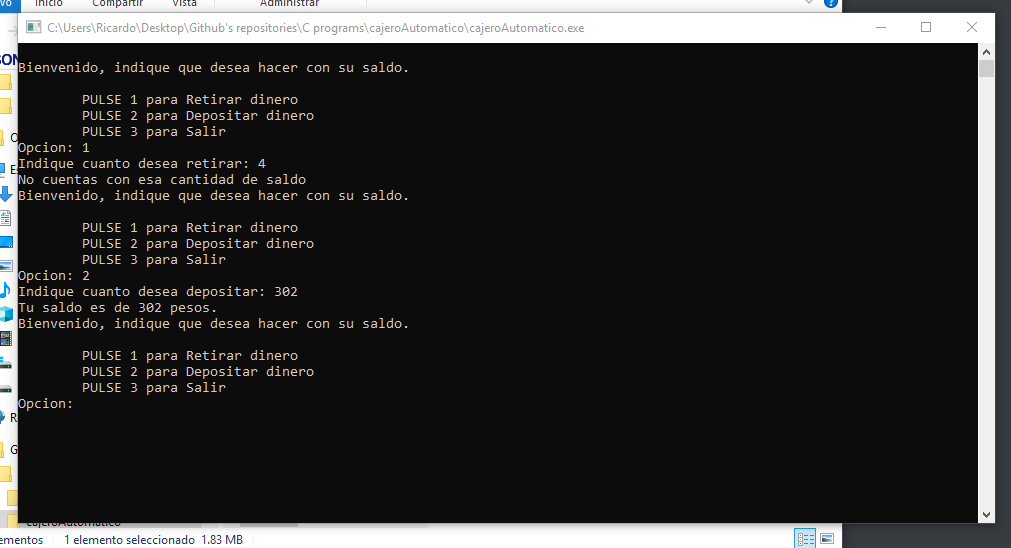 Inicio Compartir Vista Administrar
C:\Users\Ricardo\Desktop\Github's repositories\C programs\cajeroAutomatico\cajeroAutomatico.exe
Bienvenido, indique que desea hacer con su saldo.
PULSE 1 para Retirar dinero
PULSE 2 para Depositar dinero
PULSE 3 para Salir
Opcion: 1
Indique cuanto desea retirar: 4
No cuentas con esa cantidad de saldo
Bienvenido, indique que desea hacer con su saldo.
PULSE 1 para Retirar dinero
PULSE 2 para Depositar dinero
PULSE 3 para Salir
Opcion: 2
Indique cuanto desea depositar: 302
Tu saldo es de 302 pesos.
Bienvenido, indique que desea hacer con su saldo.
PULSE 1 para Retirar dinero
PULSE 2 para Depositar dinero
PULSE 3 para Salir
Opcion:
cajeroAutomatico
1 elemento seleccionado 1.83 MB